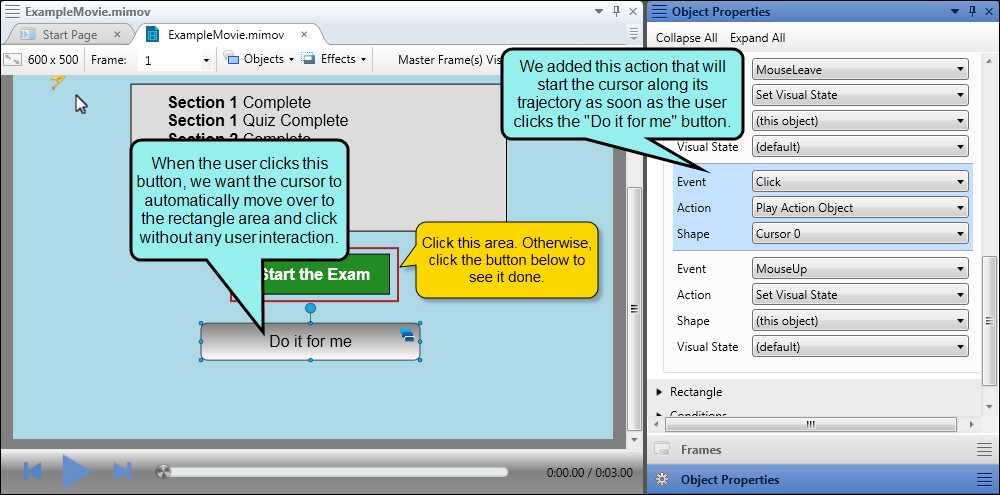 ExampleMovie.mimov
Start Page
ExampleMovie.mimov
600 x 500
Frame:
1
Objects
Effects
Master Frame(s) Vis
Section 1 Complete
Section 1 Quiz Complete
Complete
When the user clicks this
button, we want the cursor to
automatically move over to
the rectangle area and click
without any user interaction.
Click this area. Otherwise,
click the button below to
see it done.
Start the Exam
Do it for me
0:00.00 / 0:03.00
We added this action that will
start the cursor along its
trajectory as soon as the user
clicks the "Do it for me" button.
Object Properties
Collapse All Expand All
MouseLeave
Set Visual State
(this object)
Visual State (default)
Event Click
Action Play Action Object
Shape Cursor 0
Event MouseUp
Action Set Visual State
Shape (this object)
Visual State (default)
Rectangle
Conditions
Frames
Object Properties